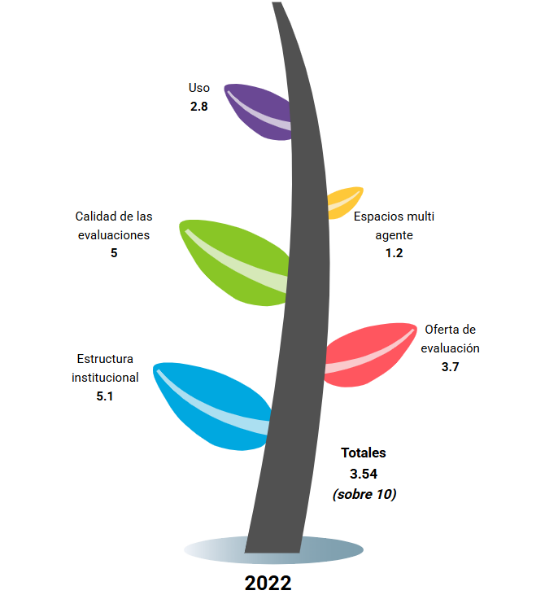 Uso
2.8
Espacios multi
agente
1.2
Calidad de las
evaluaciones
5
Oferta de
evaluación
3.7
Estructura
institucional
5.1
Totales
3.54
(sobre 10)
2022